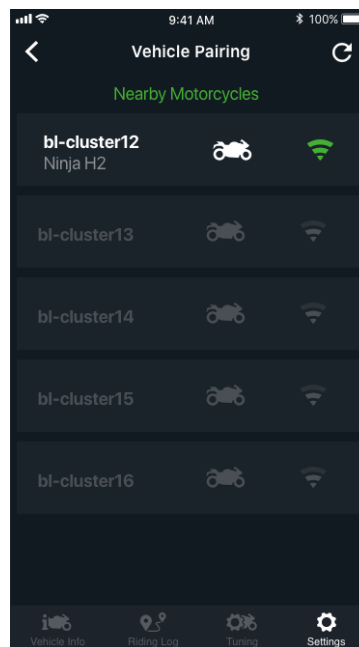 9:41 AM
100%
Vehicle Pairing
Nearby Motorcycles
bl-cluster12
Ninja H2
bl-cluster13
bl-cluster14
bl-cluster15
bl-cluster16
Vehicle Info
Riding Log
Tuning
Settings